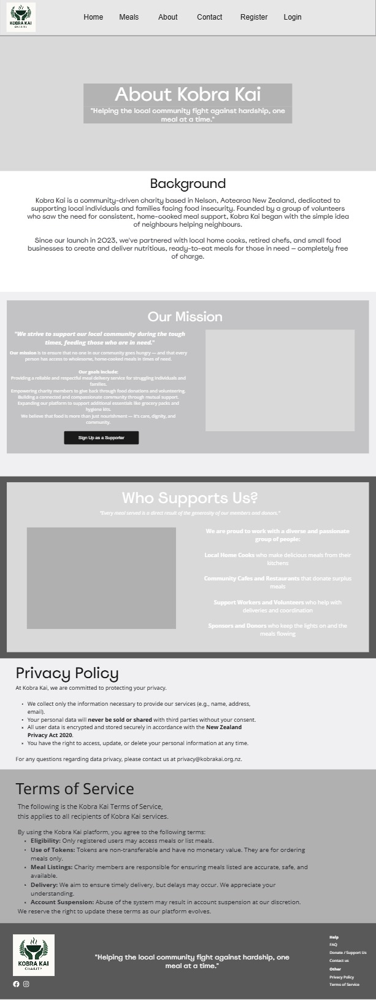 KOBRA KAI
CHARITY
Home Meals About Contact Register Login
About Kobra Kai
"Helping the local community fight against hardship, one
meal at a time."
Background
Kobra Kai is a community-driven charity based in Nelson, Aotearoa New Zealand, dedicated to
supporting local individuals and families facing food insecurity. Founded by a group of volunteers
who saw the need for consistent, home-cooked meal support, Kobra Kai began with the simple idea
of neighbours helping neighbours.
Since our launch in 2023, we've partnered with local home cooks, retired chefs, and small food
businesses to create and deliver nutritious, ready-to-eat meals for those in need — completely free
of charge.
Our Mission
"We strive to support our local community during the tough
times, feeding those who are in need."
Our mission is to ensure that no one in our community goes hungry — and that every
person has access to wholesome, home-cooked meals in times of need.
Our goals include:
Providing a reliable and respectful meal delivery service for struggling individuals and
families.
Empowering charity members to give back through food donations and volunteering.
Building a connected and compassionate community through mutual support.
Expanding our platform to support additional essentials like grocery packs and
hygiene kits.
We believe that food is more than just nourishment — it's care, dignity, and
community.
Sign Up as a Supporter
Who Supports Us?
"Every meal served is a direct result of the generosity of our members and donors."
We are proud to work with a diverse and passionate
group of people:
Local Home Cooks who make delicious meals from their
kitchens
Community Cafes and Restaurants that donate surplus
meals
Support Workers and Volunteers who help with
deliveries and coordination
Sponsors and Donors who keep the lights on and the
meals flowing
Privacy Policy
At Kobra Kai, we are committed to protecting your privacy.
• We collect only the information necessary to provide our services (e.g., name, address,
email).
• Your personal data will never be sold or shared with third parties without your consent.
• All user data is encrypted and stored securely in accordance with the New Zealand
Privacy Act 2020.
• You have the right to access, update, or delete your personal information at any time.
For any questions regarding data privacy, please contact us at privacy@kobrakai.org.nz.
Terms of Service
The following is the Kobra Kai Terms of Service,
this applies to all recipients of Kobra Kai services.
By using the Kobra Kai platform, you agree to the following terms:
• Eligibility: Only registered users may access meals or list meals.
• Use of Tokens: Tokens are non-transferable and have no monetary value. They are for ordering
meals only.
• Meal Listings: Charity members are responsible for ensuring meals listed are accurate, safe, and
available.
• Delivery: We aim to ensure timely delivery, but delays may occur. We appreciate your
understanding.
• Account Suspension: Abuse of the system may result in account suspension at our discretion.
We reserve the right to update these terms as our platform evolves.
KOBRA KAI
CHARITY
"Helping the local community fight against hardship, one
meal at a time."
Help
FAQ
Donate / Support Us
Contact us
Other
Privacy Policy
Terms of Service